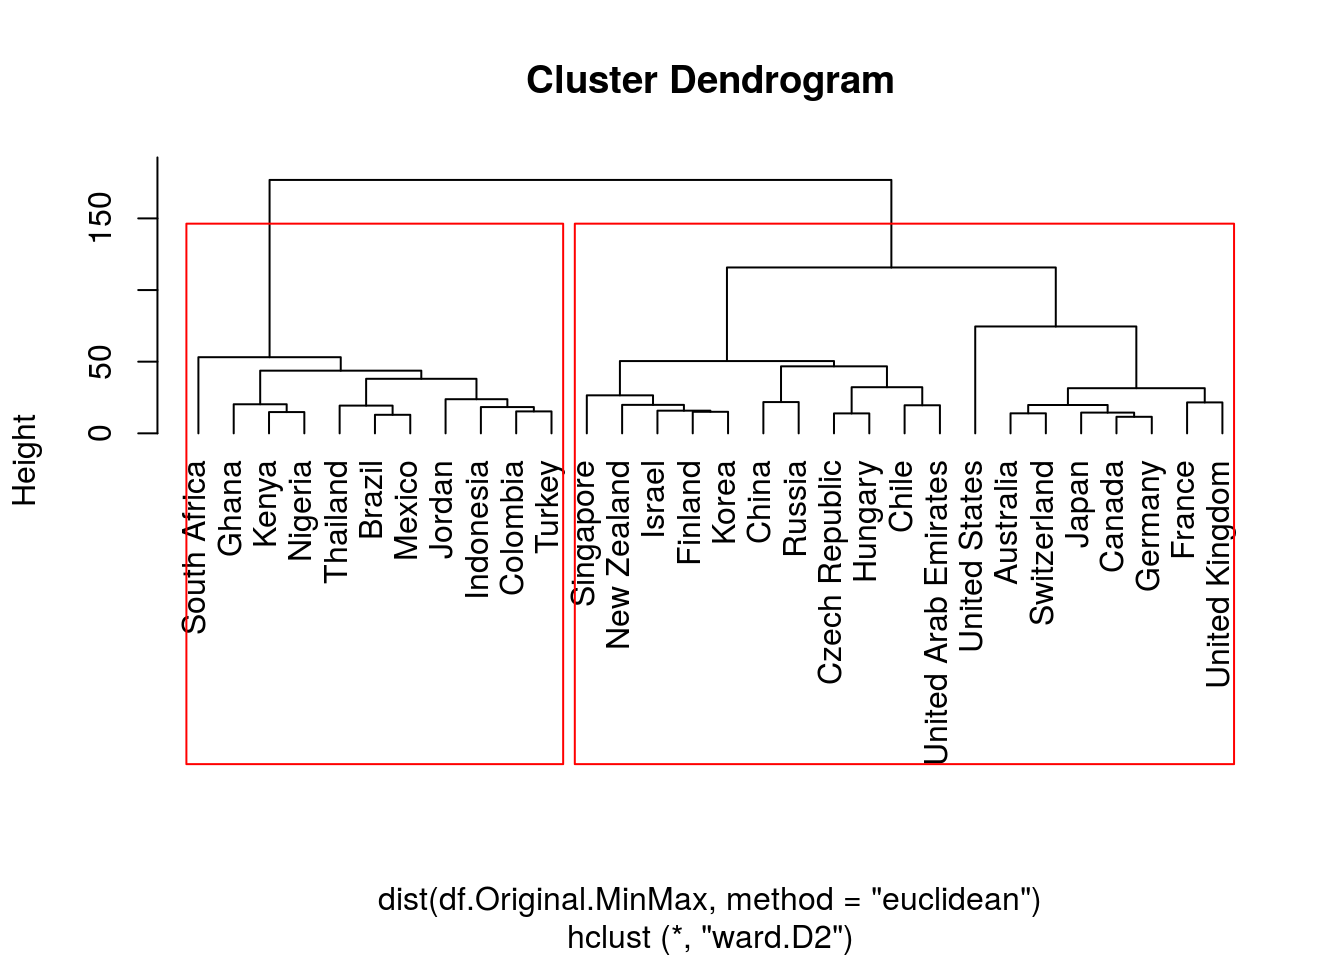 Cluster Dendrogram
Height
150
50
0
South Africa
Ghana
Kenya
Nigeria
Thailand
Brazil
Mexico
Jordan
Indonesia
Colombia
Turkey
Singapore
New Zealand
Israel
Finland
Korea
China
Russia
Czech Republic
Hungary
Chile
United Arab Emirates
United States
Australia
Switzerland
Japan
Canada
Germany
France
United Kingdom
dist(df.Original.MinMax, method = "euclidean")
hclust (*, "ward.D2")